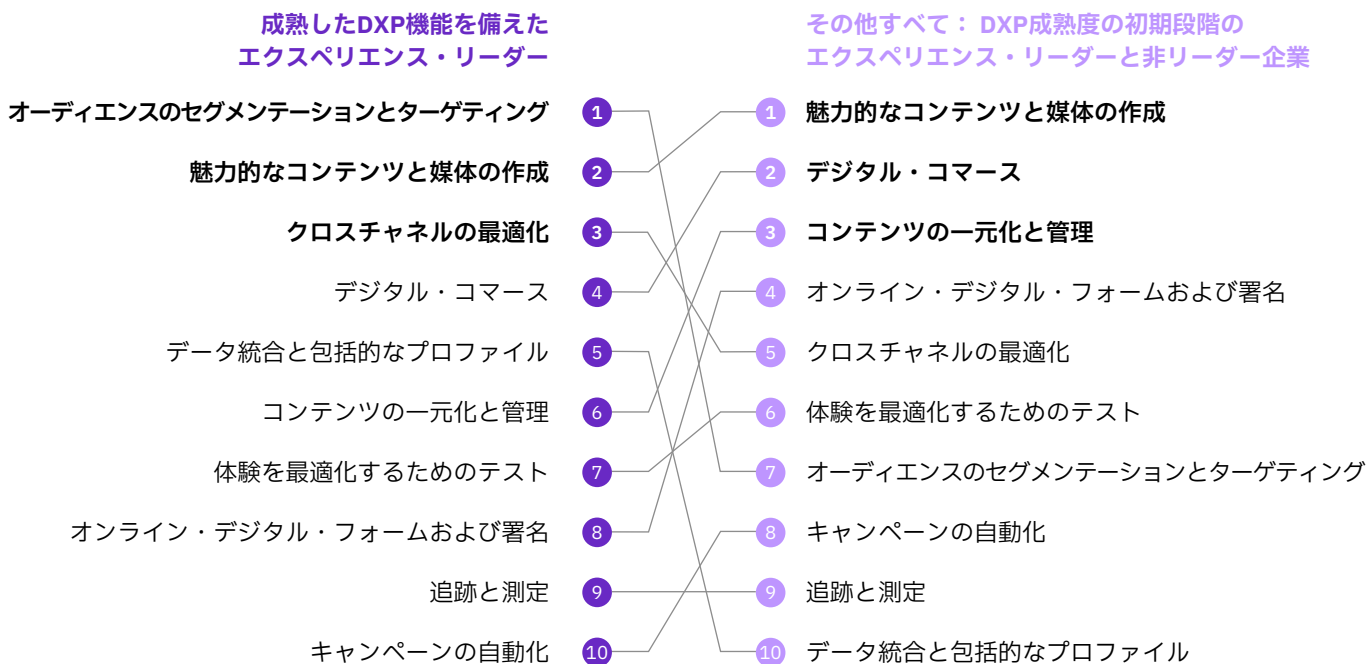 成熟したDXP機能を備えた
エクスペリエンス・リーダー
オーディエンスのセグメンテーションとターゲティング 1
魅力的なコンテンツと媒体の作成 2
クロスチャネルの最適化 3
デジタル・コマース 4
データ統合と包括的なプロファイル 5
コンテンツの一元化と管理 6
体験を最適化するためのテスト 7
オンライン・デジタル・フォームおよび署名 8
追跡と測定 9
キャンペーンの自動化 10
その他すべて： DXP成熟度の初期段階の
エクスペリエンス・リーダーと非リーダー企業
1 魅力的なコンテンツと媒体の作成
2 デジタル・コマース
3 コンテンツの一元化と管理
4 オンライン・デジタル・フォームおよび署名
5 クロスチャネルの最適化
6 体験を最適化するためのテスト
7 オーディエンスのセグメンテーションとターゲティング
8 キャンペーンの自動化
9 追跡と測定
10 データ統合と包括的なプロファイル